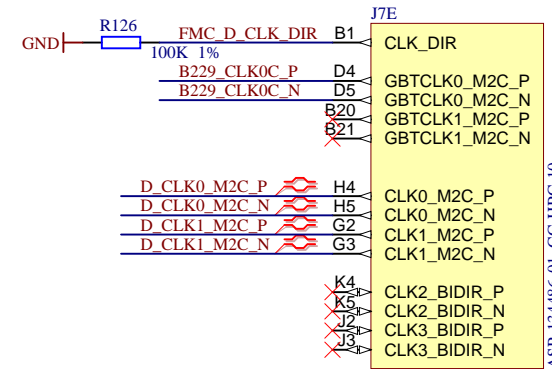 J7E
R126
GND
FMC_D_CLK_DIR B1 CLK_DIR
100K 1%
B229_CLK0C_P D4 GBTCLK0_M2C_P
B229_CLK0C_N D5 GBTCLK0_M2C_N
B20 GBTCLK1_M2C_P
B21 GBTCLK1_M2C_N
D_CLK0_M2C_P H4 CLK0_M2C_P
D_CLK0_M2C_N H5 CLK0_M2C_N
D_CLK1_M2C_P G2 CLK1_M2C_P
D_CLK1_M2C_N G3 CLK1_M2C_N
K4 CLK2_BIDIR_P
K5 CLK2_BIDIR_N
J2 CLK3_BIDIR_P
J3 CLK3_BIDIR_N